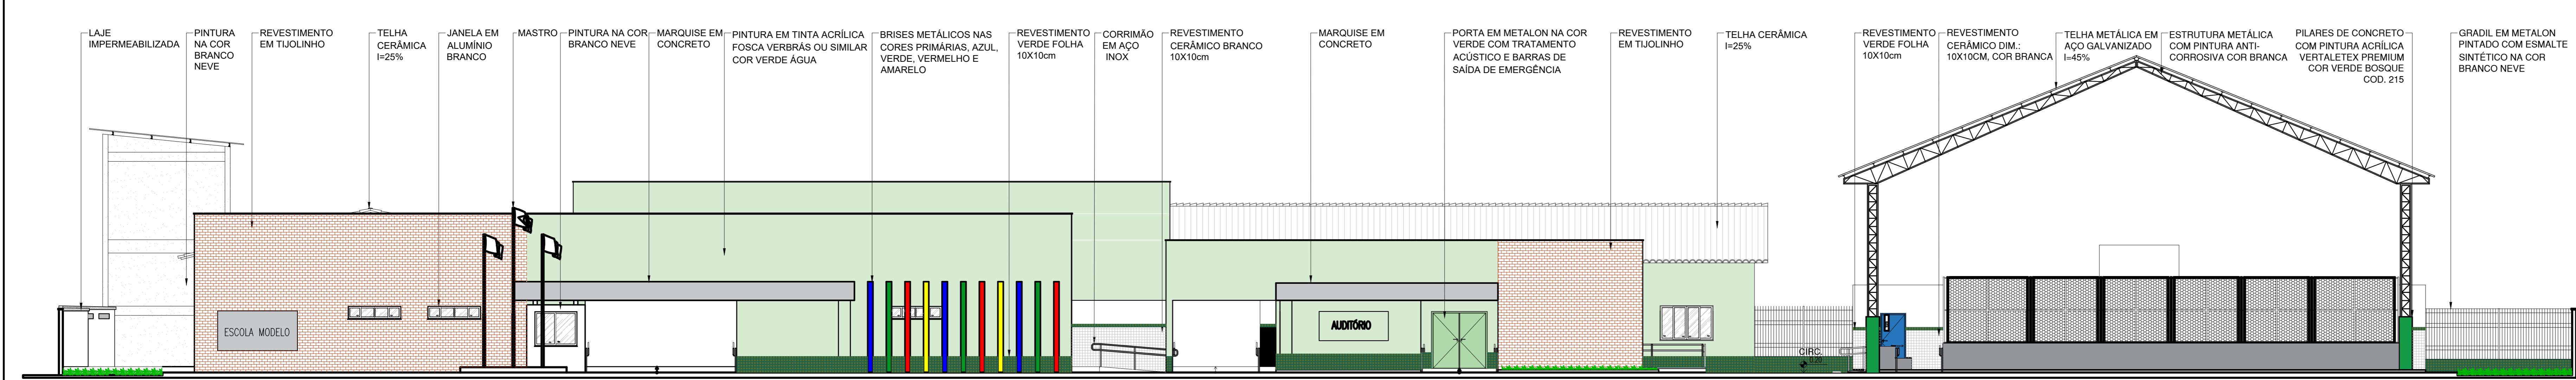 LAJE
IMPERMEABILIZADA
PINTURA
NA COR
BRANCO
NEVE
REVESTIMENTO
EM TIJOLINHO
TELHA
CERÂMICA
I=25%
JANELA EM
ALUMÍNIO
BRANCO
MASTRO
PINTURA NA COR
BRANCO NEVE
MARQUISE EM
CONCRETO
PINTURA EM TINTA ACRÍLICA
FOSCA VERBRÁS OU SIMILAR
COR VERDE ÁGUA
BRISES METÁLICOS NAS
CORES PRIMÁRIAS, AZUL,
VERDE, VERMELHO E
AMARELO
REVESTIMENTO
VERDE FOLHA
10X10cm
CORRIMÃO
EM AÇO
INOX
REVESTIMENTO
CERÂMICO BRANCO
10X10cm
MARQUISE EM
CONCRETO
PORTA EM METALON NA COR
VERDE COM TRATAMENTO
ACÚSTICO E BARRAS DE
SAÍDA DE EMERGÊNCIA
REVESTIMENTO
EM TIJOLINHO
TELHA CERÂMICA
I=25%
REVESTIMENTO
VERDE FOLHA
10X10cm
REVESTIMENTO
CERÂMICO DIM.:
10X10CM, COR BRANCA
TELHA METÁLICA EM
AÇO GALVANIZADO
I=45%
ESTRUTURA METÁLICA
COM PINTURA ANTI-
CORROSIVA COR BRANCA
PILARES DE CONCRETO
COM PINTURA ACRÍLICA
VERTALETEX PREMIUM
COR VERDE BOSQUE
COD. 215
GRADIL EM METALON
PINTADO COM ESMALTE
SINTÉTICO NA COR
BRANCO NEVE
ESCOLA MODELO
AUDITÓRIO
CIRC.
0.20